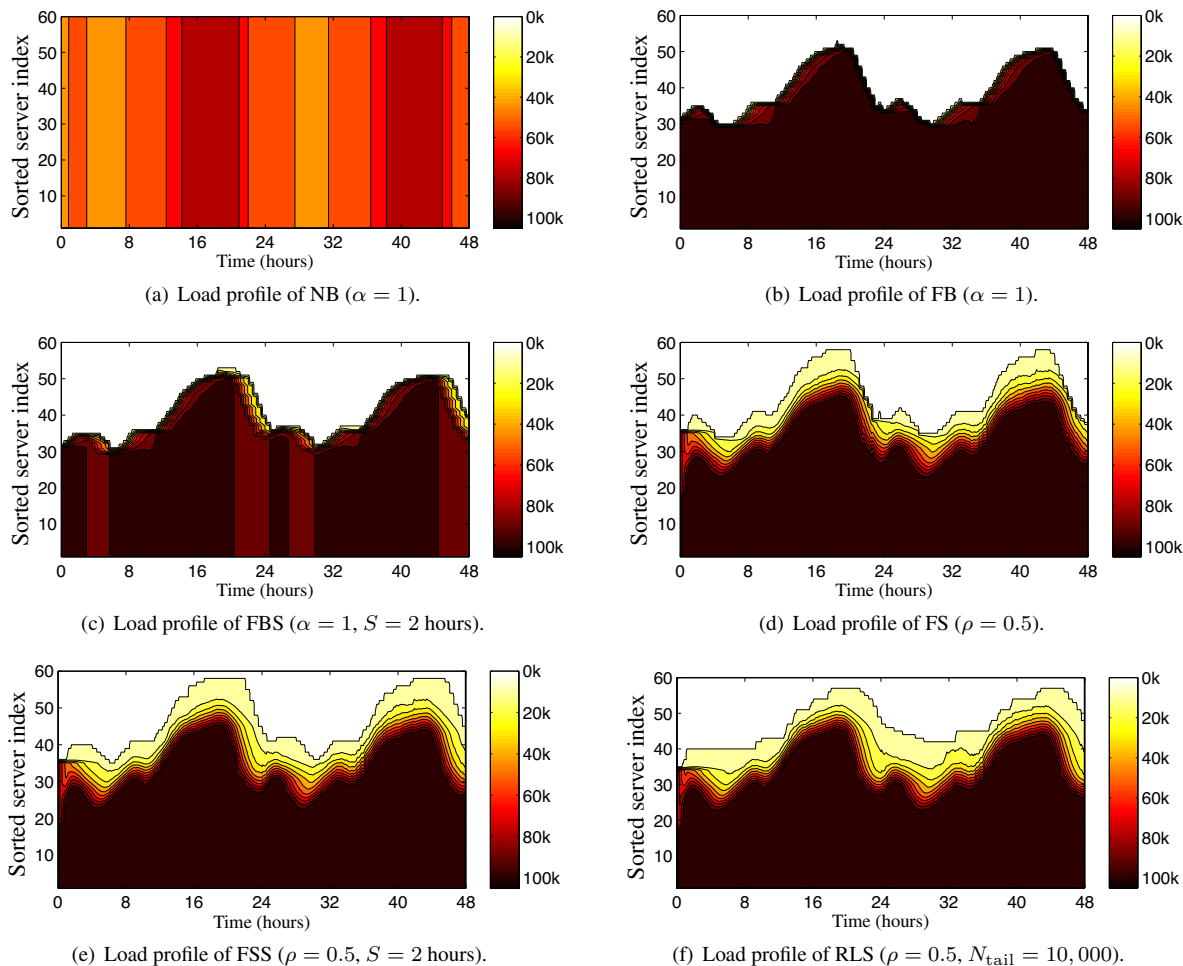 Sorted server index
60
50
40
30
20
10
0 8 16 24 32 40 48
Time (hours)
0k
20k
40k
60k
80k
100k
(a) Load profile of NB (α = 1).
Sorted server index
60
50
40
30
20
10
0 8 16 24 32 40 48
Time (hours)
0k
20k
40k
60k
80k
100k
(b) Load profile of FB (α = 1).
Sorted server index
60
50
40
30
20
10
0 8 16 24 32 40 48
Time (hours)
0k
20k
40k
60k
80k
100k
(c) Load profile of FBS (α = 1, S = 2 hours).
Sorted server index
60
50
40
30
20
10
0 8 16 24 32 40 48
Time (hours)
0k
20k
40k
60k
80k
100k
(d) Load profile of FS (ρ = 0.5).
Sorted server index
60
50
40
30
20
10
0 8 16 24 32 40 48
Time (hours)
0k
20k
40k
60k
80k
100k
(e) Load profile of FSS (ρ = 0.5, S = 2 hours).
Sorted server index
60
50
40
30
20
10
0 8 16 24 32 40 48
Time (hours)
0k
20k
40k
60k
80k
100k
(f) Load profile of RLS (ρ = 0.5, N_tail = 10, 000).